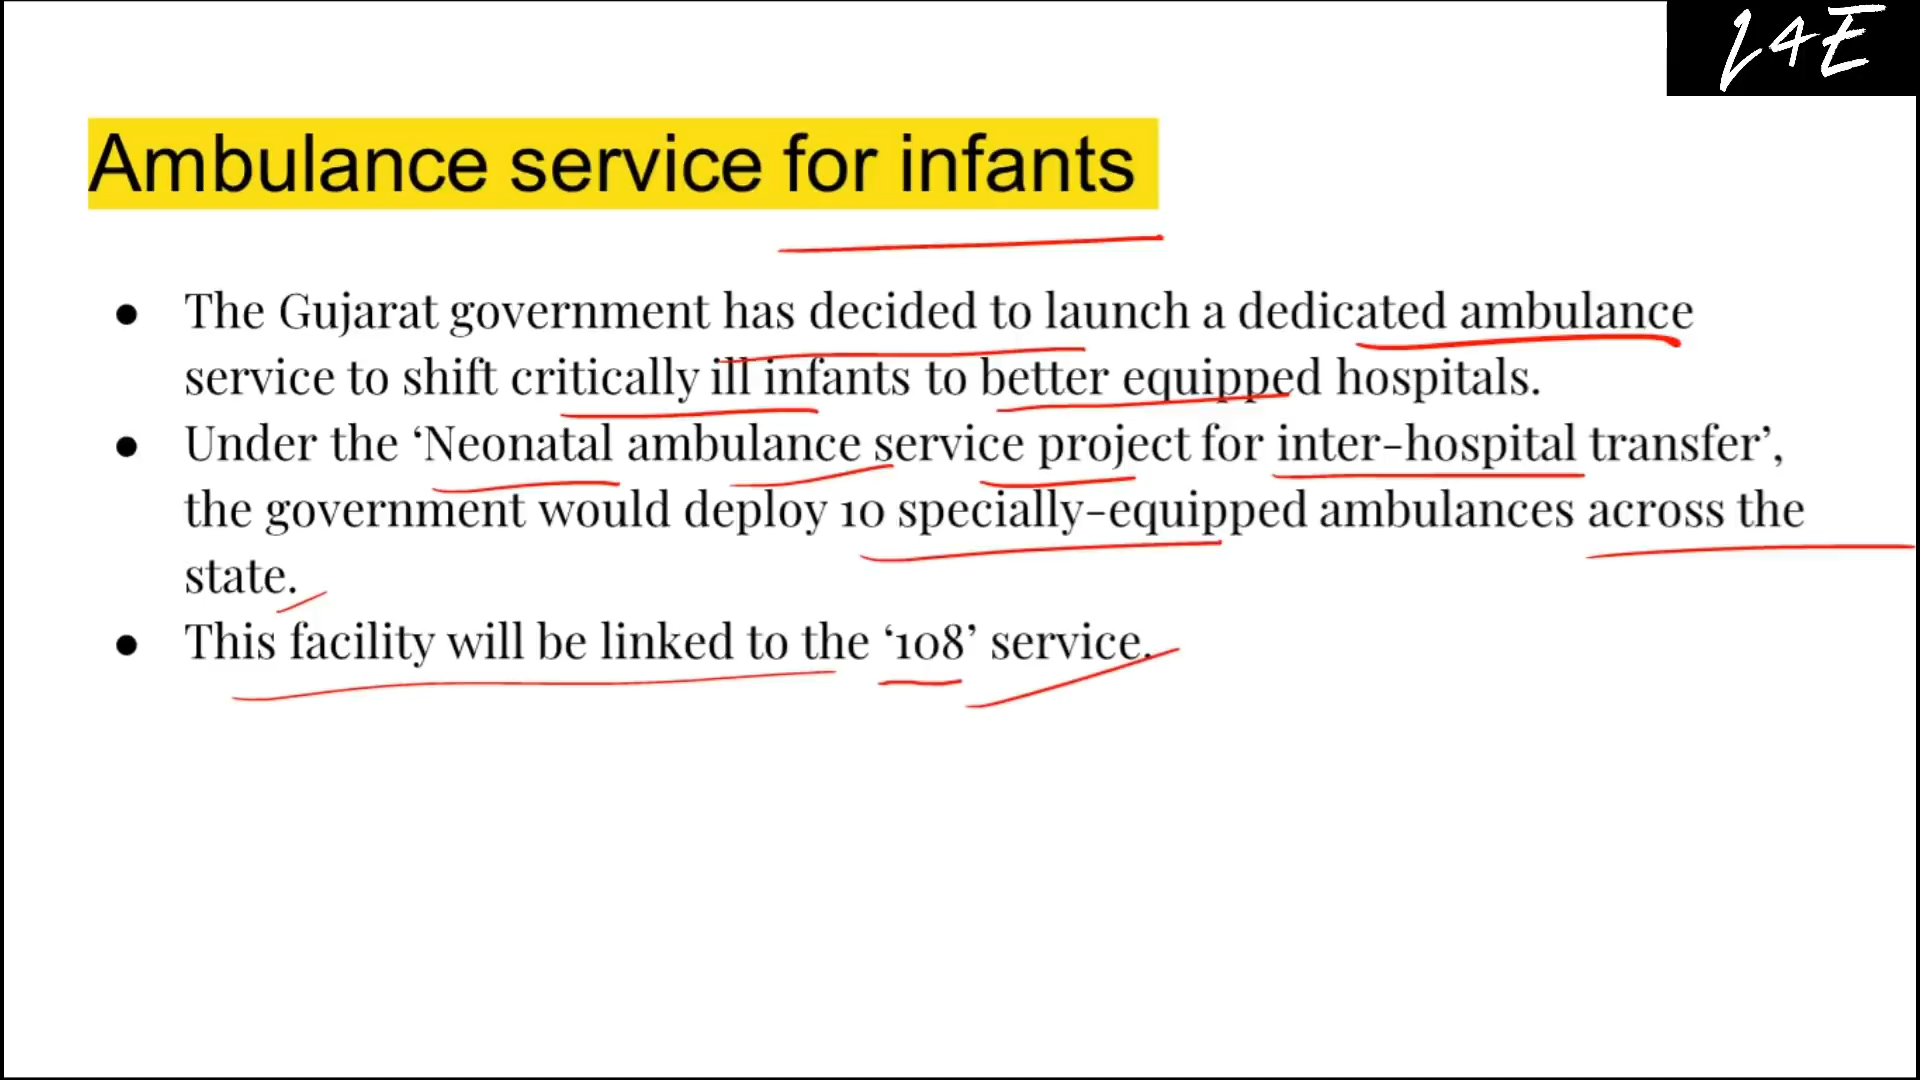 L4E
Ambulance service for infants
● The Gujarat government has decided to launch a dedicated ambulance
service to shift critically ill infants to better equipped hospitals.
● Under the ‘Neonatal ambulance service project for inter-hospital transfer’,
the government would deploy 10 specially-equipped ambulances across the
state.
● This facility will be linked to the ‘108’ service.